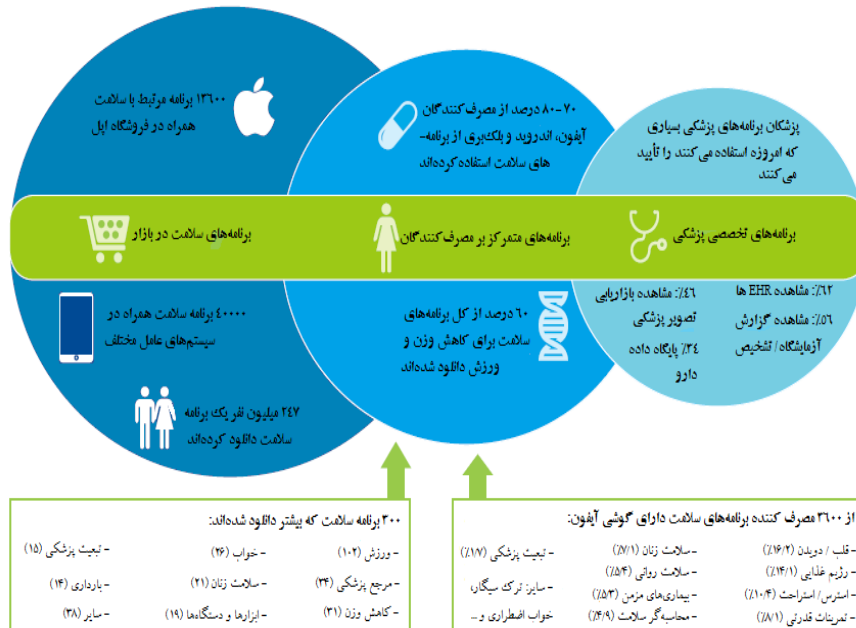 ۱۳۶۰۰ برنامه مرتبط با سلامت
همراه در فروشگاه اپل
۷۰-۸۰ درصد از مصرف‌کنندگان
آیفون، اندروید و بلک‌بری از برنامه-
های سلامت استفاده کرده‌اند
پزشکان برنامه‌های پزشکی بسیاری
که امروزه استفاده می‌کنند را تأیید
می‌کنند
برنامه‌های سلامت در بازار
برنامه‌های متمرکز بر مصرف‌کنندگان
برنامه‌های تخصصی پزشکی
۴۰۰۰۰ برنامه سلامت همراه در
سیستم‌های عامل مختلف
۲۴۷ میلیون نفر یک برنامه
سلامت دانلود کرده‌اند
۶۰ درصد از کل برنامه‌های
سلامت برای کاهش وزن و
ورزش دانلود شده‌اند
۶۲٪: مشاهده EHR ها
۵۶٪: مشاهده گزارش
آزمایشگاه/ تشخیص
۴۶٪: مشاهده بازاریابی
تصویر پزشکی
۳۴٪ پایگاه داده
دارو
از ۳۶۰۰ مصرف کننده برنامه‌های سلامت دارای گوشی آیفون:
- قلب / دویدن (۱۶/۲٪)
- رژیم غذایی (۱۴/۱٪)
- استرس/ استراحت (۱۰/۴٪)
- تمرینات قدرتی (۸/۱٪)
- سلامت زنان (۷/۱٪)
- سلامت روانی (۵/۴٪)
- بیماری‌های مزمن (۵/۳٪)
- محاسبه‌گر سلامت (۴/۹٪)
- تبعیت پزشکی (۱/۷٪)
- سایر: ترک سیگار،
خواب اضطراری و ...
۳۰۰ برنامه سلامت که بیشتر دانلود شده‌اند:
- ورزش (۱۰۲)
- مرجع پزشکی (۳۴)
- کاهش وزن (۳۱)
- خواب (۲۶)
- سلامت زنان (۲۱)
- ابزارها و دستگاه‌ها (۱۹)
- تبعیت پزشکی (۱۵)
- بارداری (۱۴)
- سایر (۳۸)